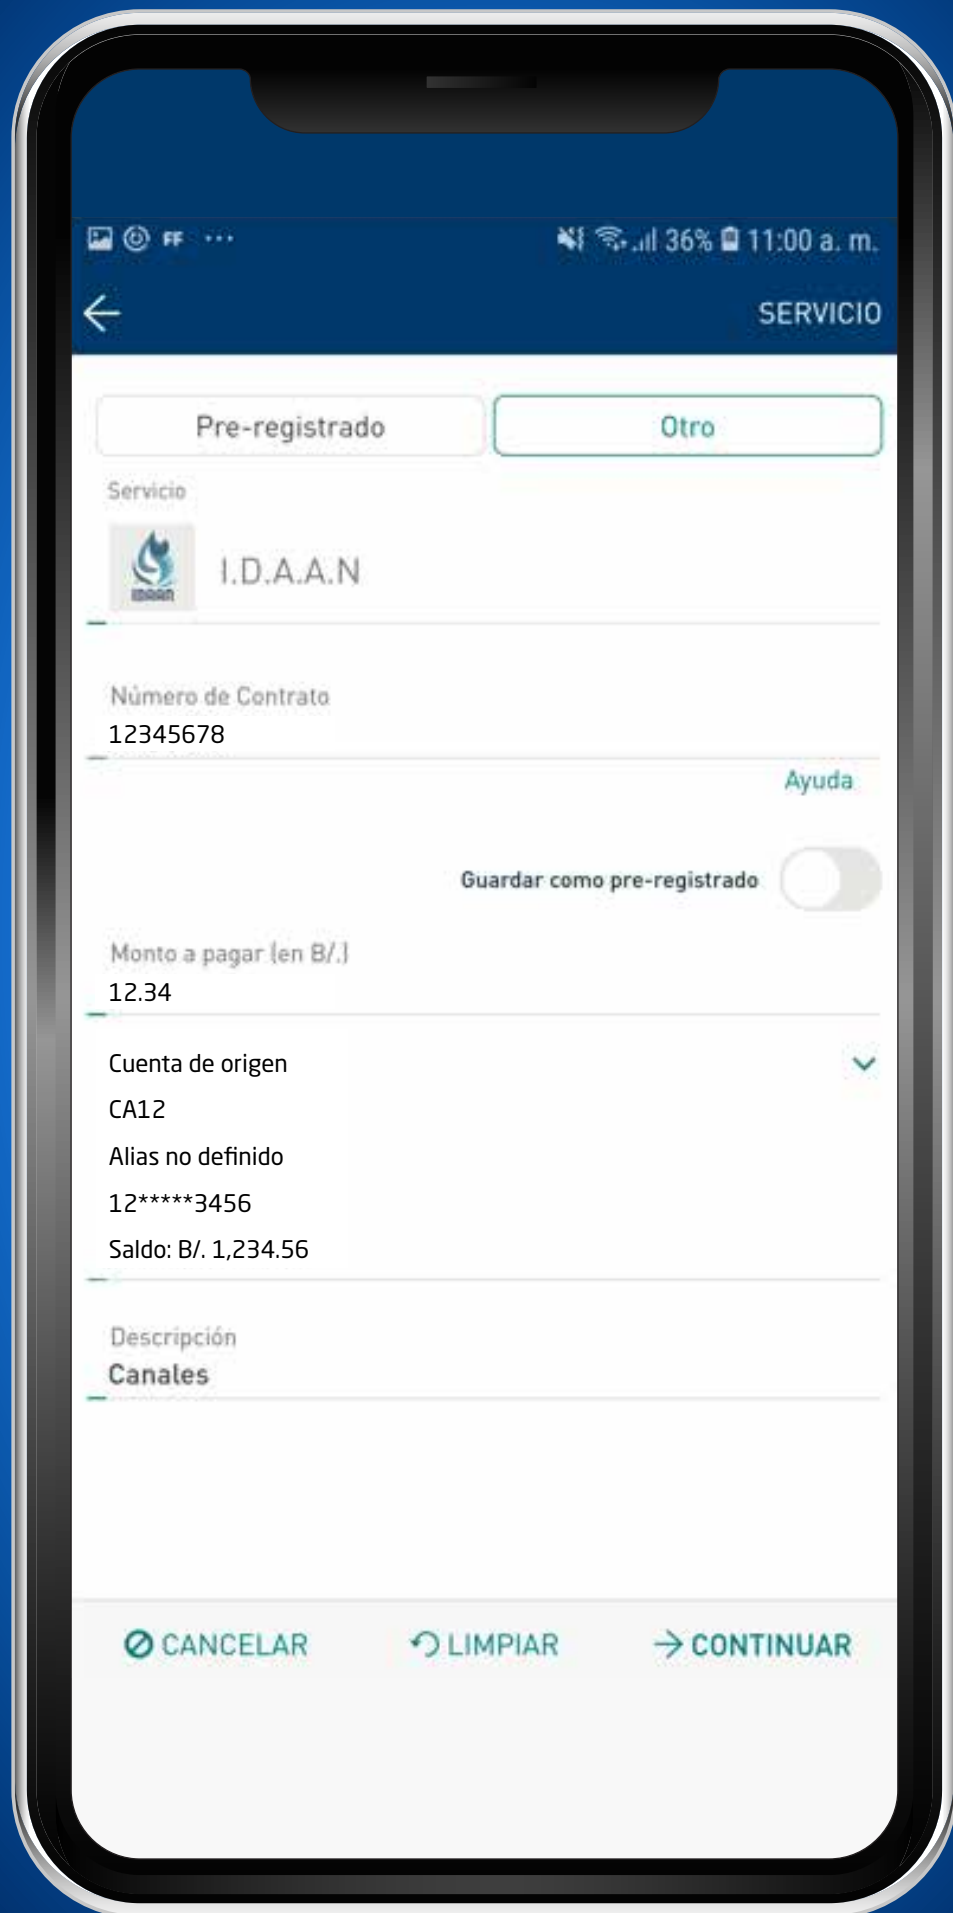 FF ... 36% 11:00 a. m.
SERVICIO
Pre-registrado Otro
Servicio
IDAAN I.D.A.A.N
Número de Contrato
12345678
Ayuda
Guardar como pre-registrado
Monto a pagar (en B/.)
12.34
Cuenta de origen
CA12
Alias no definido
12*****3456
Saldo: B/. 1,234.56
Descripción
Canales
CANCELAR LIMPIAR CONTINUAR